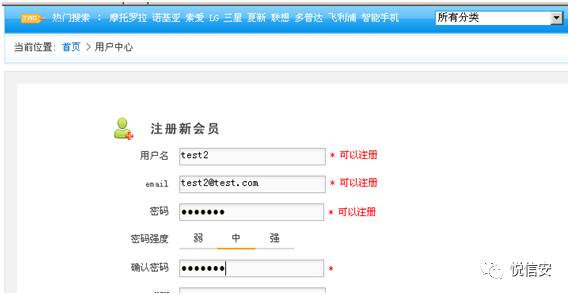 TAG 热门搜索 : 摩托罗拉 诺基亚 索爱 LG 三星 夏新 联想 多普达 飞利浦 智能手机 所有分类
当前位置: 首页 > 用户中心
注册新会员
用户名 test2 * 可以注册
email test2@test.com * 可以注册
密码 ●●●●●●● * 可以注册
密码强度 弱 中 强
确认密码 ●●●●●●● *
悦信安